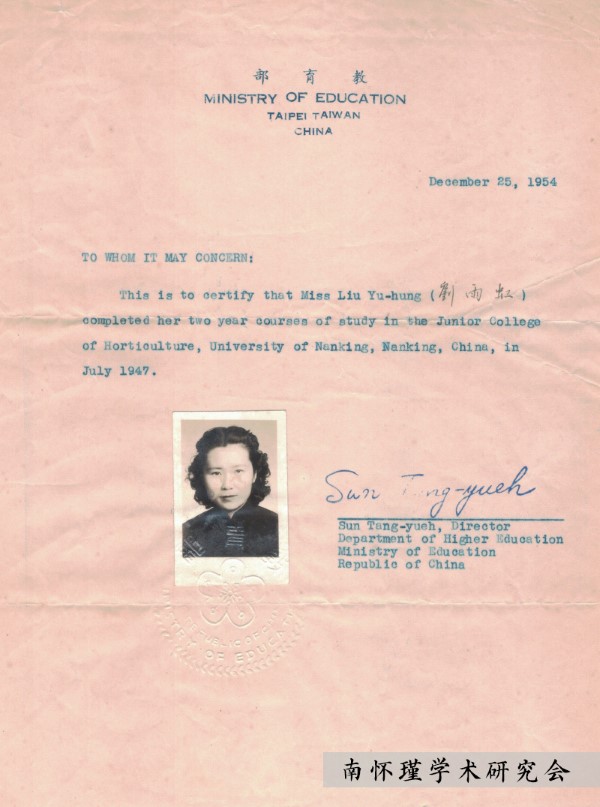 部育教
MINISTRY OF EDUCATION
TAIPEI TAIWAN
CHINA
December 25, 1954
TO WHOM IT MAY CONCERN:
This is to certify that Miss Liu Yu-hung (劉雨虹)
completed her two year courses of study in the Junior College
of Horticulture, University of Nanking, Nanking, China, in
July 1947.
Sun Tang-yueh
Sun Tang-yueh, Director
Department of Higher Education
Ministry of Education
Republic of China
REPUBLIC OF
MINISTRY OF EDUCATION
南怀瑾学术研究会